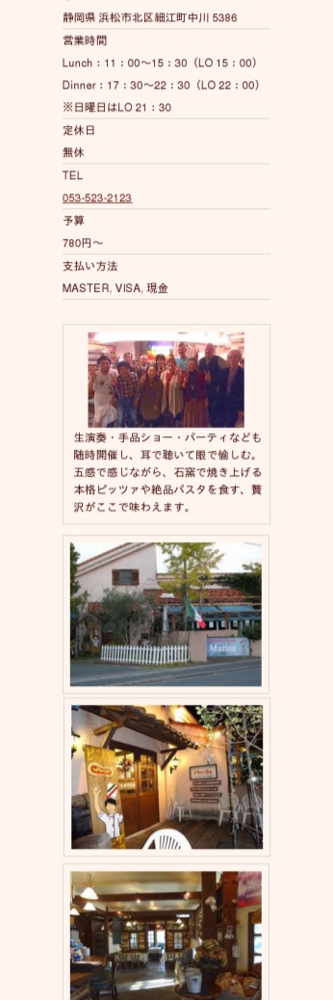 静岡県 浜松市北区細江町中川 5386
営業時間
Lunch：11：00～15：30（LO 15：00）
Dinner：17：30～22：30（LO 22：00）
※日曜日はLO 21：30
定休日
無休
TEL
053-523-2123
予算
780円～
支払い方法
MASTER, VISA, 現金
生演奏・手品ショー・パーティなども
随時開催し、耳で聴いて眼で愉しむ。
五感で感じながら、石窯で焼き上げる
本格ピッツァや絶品パスタを食す、贅
沢がここで味わえます。
Marisa